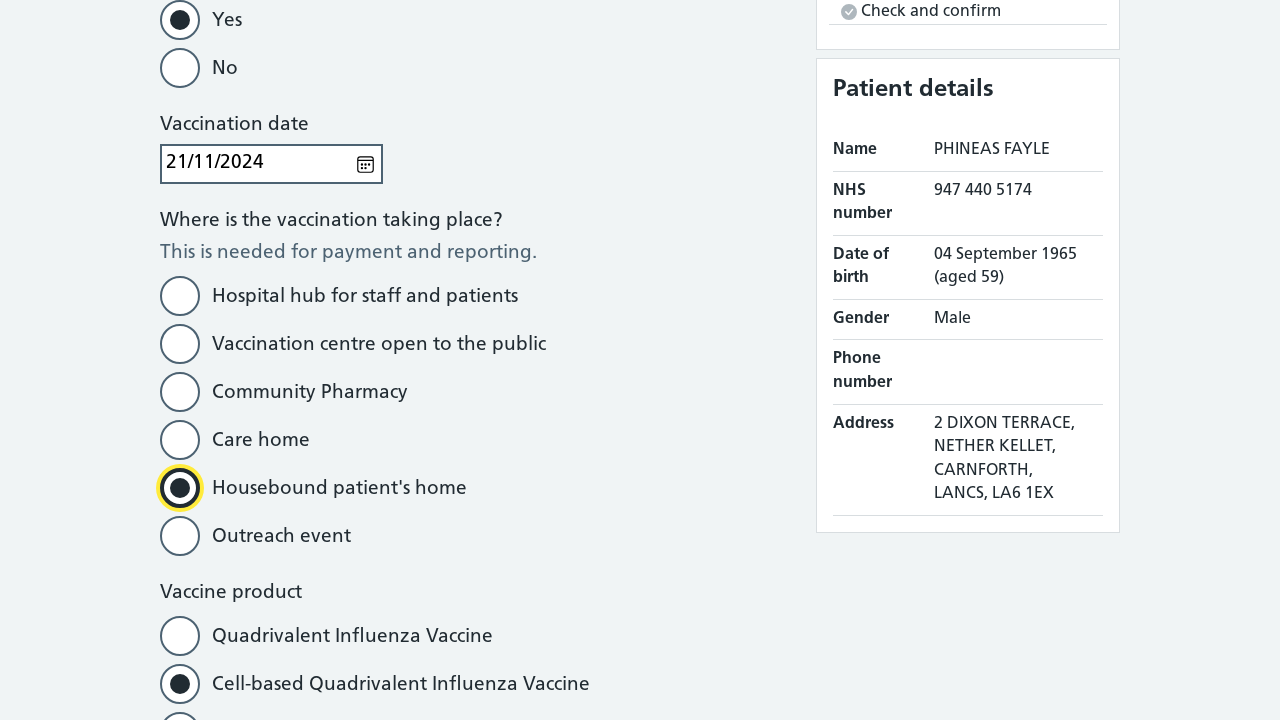 Yes
No
Vaccination date
21/11/2024
Where is the vaccination taking place?
This is needed for payment and reporting.
Hospital hub for staff and patients
Vaccination centre open to the public
Community Pharmacy
Care home
Housebound patient's home
Outreach event
Vaccine product
Quadrivalent Influenza Vaccine
Cell-based Quadrivalent Influenza Vaccine
Check and confirm
Patient details
Name PHINEAS FAYLE
NHS number 947 440 5174
Date of birth 04 September 1965 (aged 59)
Gender Male
Phone number
Address 2 DIXON TERRACE,
NETHER KELLET,
CARNFORTH,
LANCS, LA6 1EX